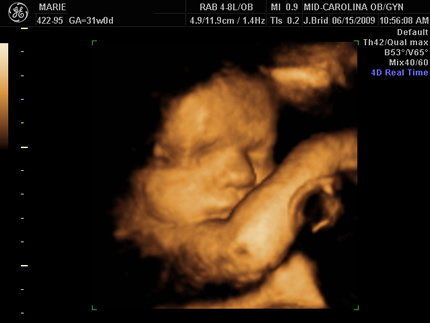 MARIE RAB 4-8L/OB MI 0.9 MID-CAROLINA OB/GYN
422-95 GA=31w0d 4.9/11.9cm / 1.4Hz TIs 0.2 J.Brid 06/15/2009 10:56:08 AM
Default
Th42/Qual max
B53°/V65°
Mix40/60
4D Real Time